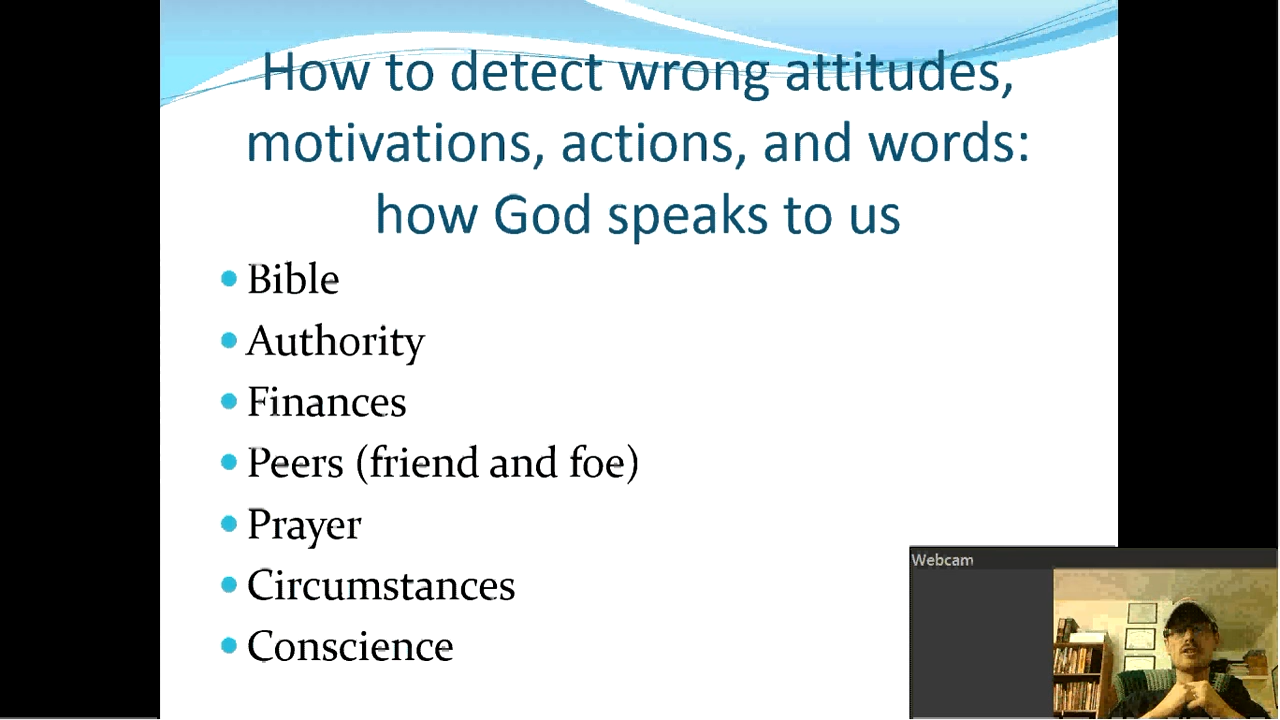 How to detect wrong attitudes,
motivations, actions, and words:
how God speaks to us
Bible
Authority
Finances
Peers (friend and foe)
Prayer
Circumstances
Conscience
Webcam